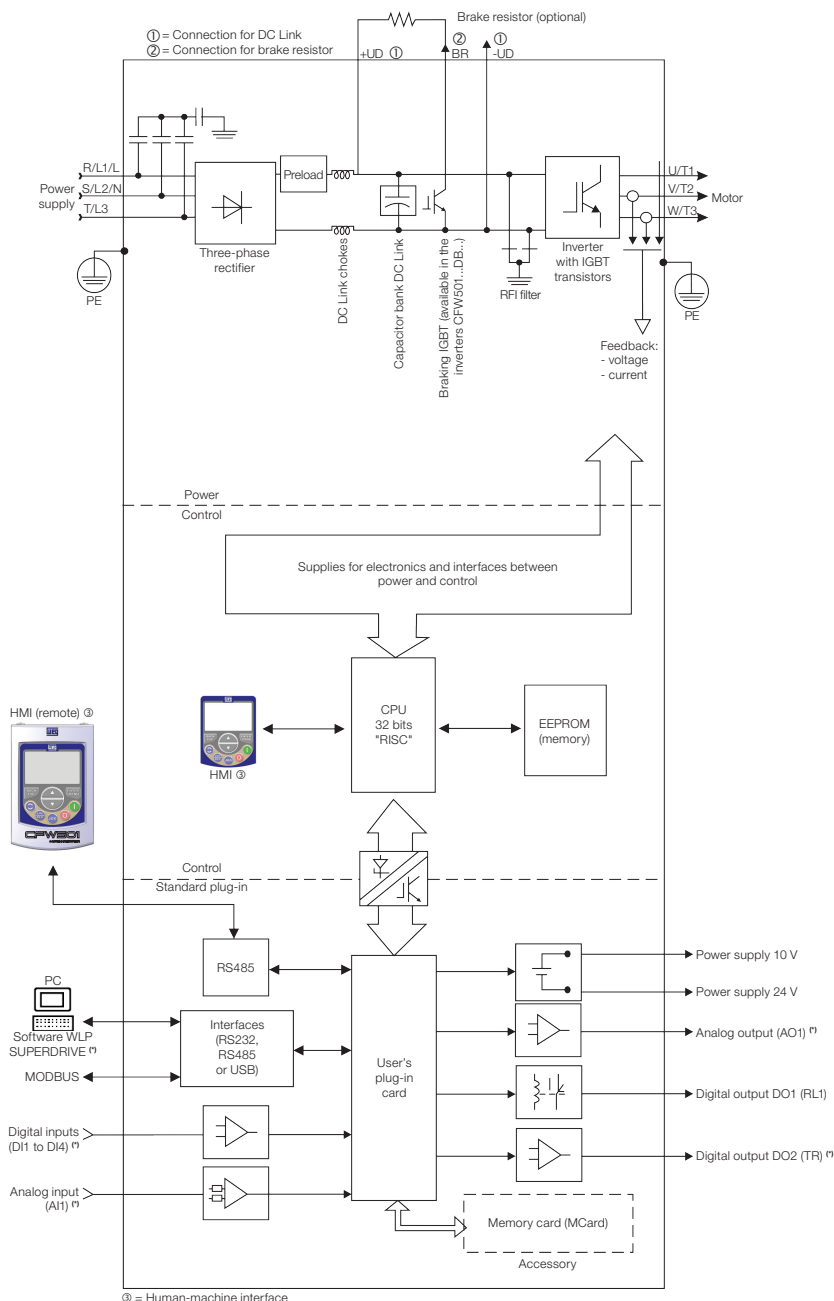 ① = Connection for DC Link
② = Connection for brake resistor
Brake resistor (optional)
+UD ①
②
BR
①
-UD
R/L1/L
Power supply
S/L2/N
T/L3
PE
Three-phase
rectifier
Preload
DC Link chokes
Capacitor bank DC Link
Braking IGBT (available in the
inverters CFW501...DB...)
RFI filter
Inverter
with IGBT
transistors
U/T1
V/T2
W/T3
Motor
PE
Feedback:
- voltage
- current
Power
Control
Supplies for electronics and interfaces between
power and control
HMI (remote) ③
WEG
CFW501
HMI ③
CPU
32 bits
"RISC"
EEPROM
(memory)
Control
Standard plug-in
RS485
PC
Software WLP
SUPERDRIVE (*)
MODBUS
Interfaces
(RS232,
RS485
or USB)
Digital inputs
(DI1 to DI4) (*)
Analog input
(AI1) (*)
User's
plug-in
card
Power supply 10 V
Power supply 24 V
Analog output (AO1) (*)
Digital output DO1 (RL1)
Digital output DO2 (TR) (*)
Memory card (MCard)
Accessory
③ = Human-machine interface